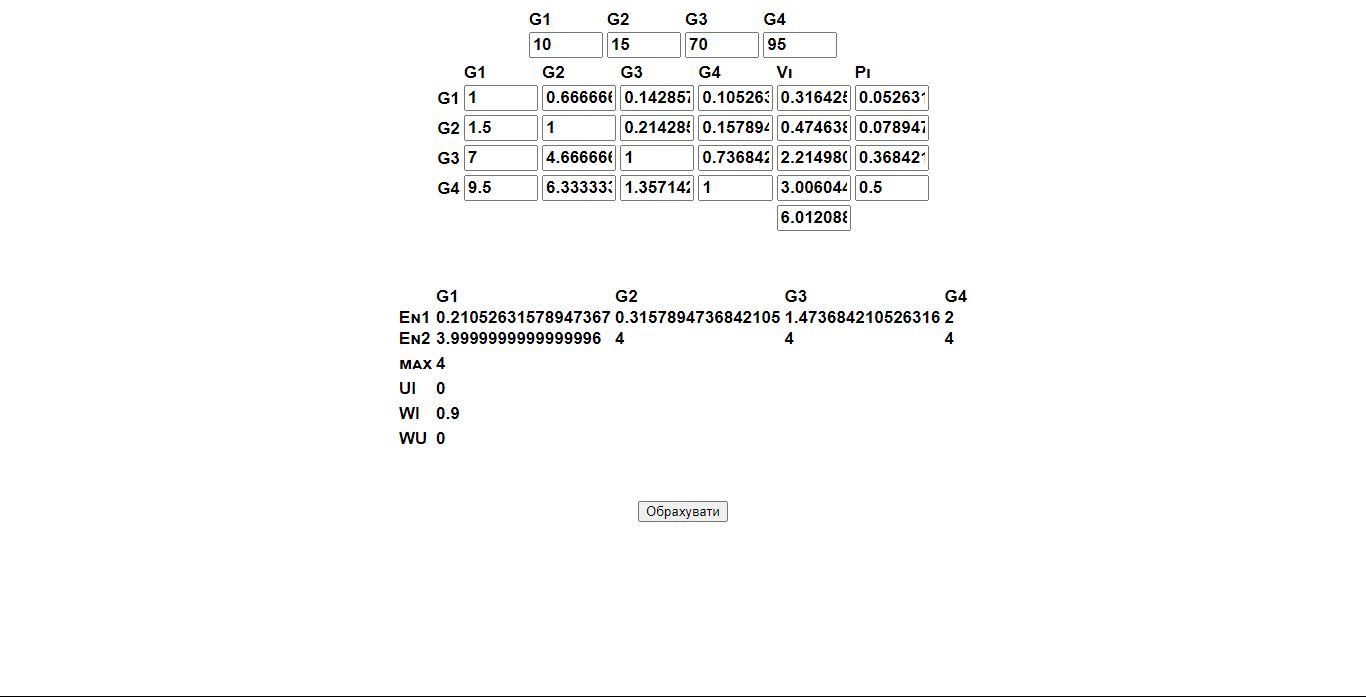 G1 G2 G3 G4
10 15 70 95
G1 G2 G3 G4 Vı Pı
G1 1 0.666666 0.142857 0.105263 0.316425 0.052631
G2 1.5 1 0.214285 0.157894 0.474638 0.078947
G3 7 4.666666 1 0.736842 2.214980 0.368421
G4 9.5 6.333333 1.357142 1 3.006044 0.5
6.012088
G1 G2 G3 G4
Eɴ1 0.21052631578947367 0.3157894736842105 1.473684210526316 2
Eɴ2 3.9999999999999996 4 4 4
ᴍᴀx 4
UI 0
WI 0.9
WU 0
Обрахувати